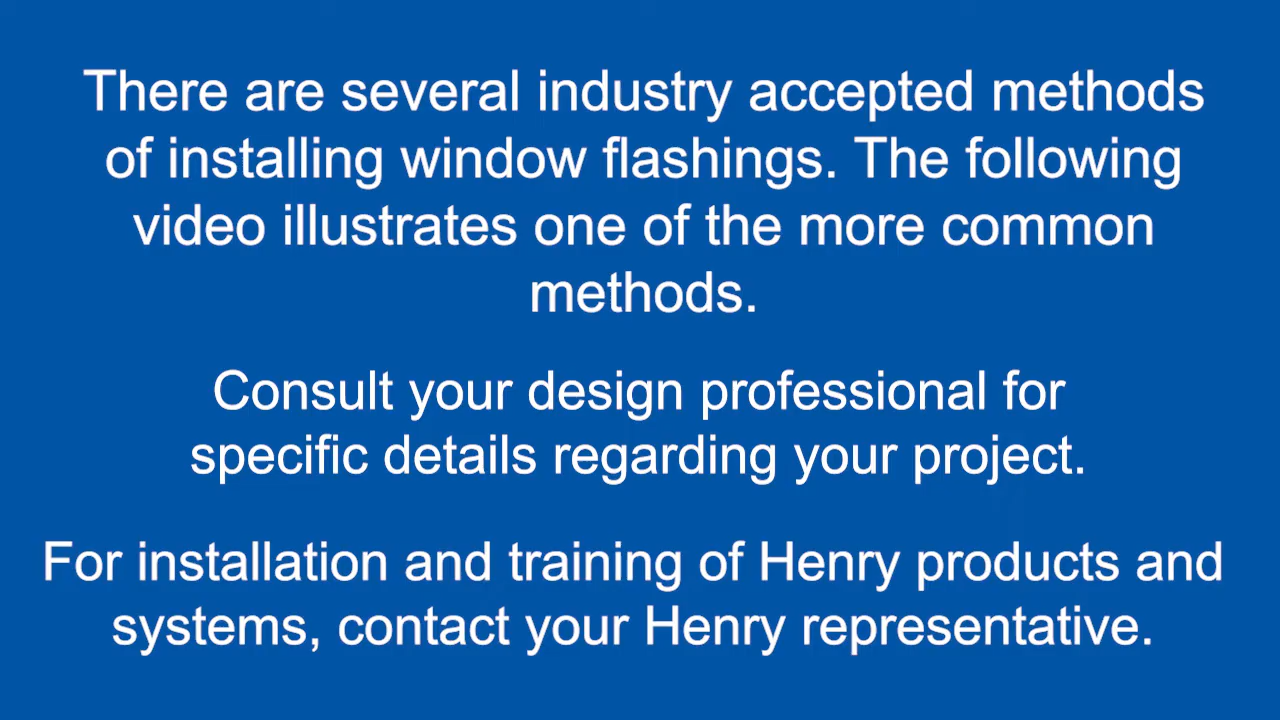 There are several industry accepted methods
of installing window flashings. The following
video illustrates one of the more common
methods.
Consult your design professional for
specific details regarding your project.
For installation and training of Henry products and
systems, contact your Henry representative.